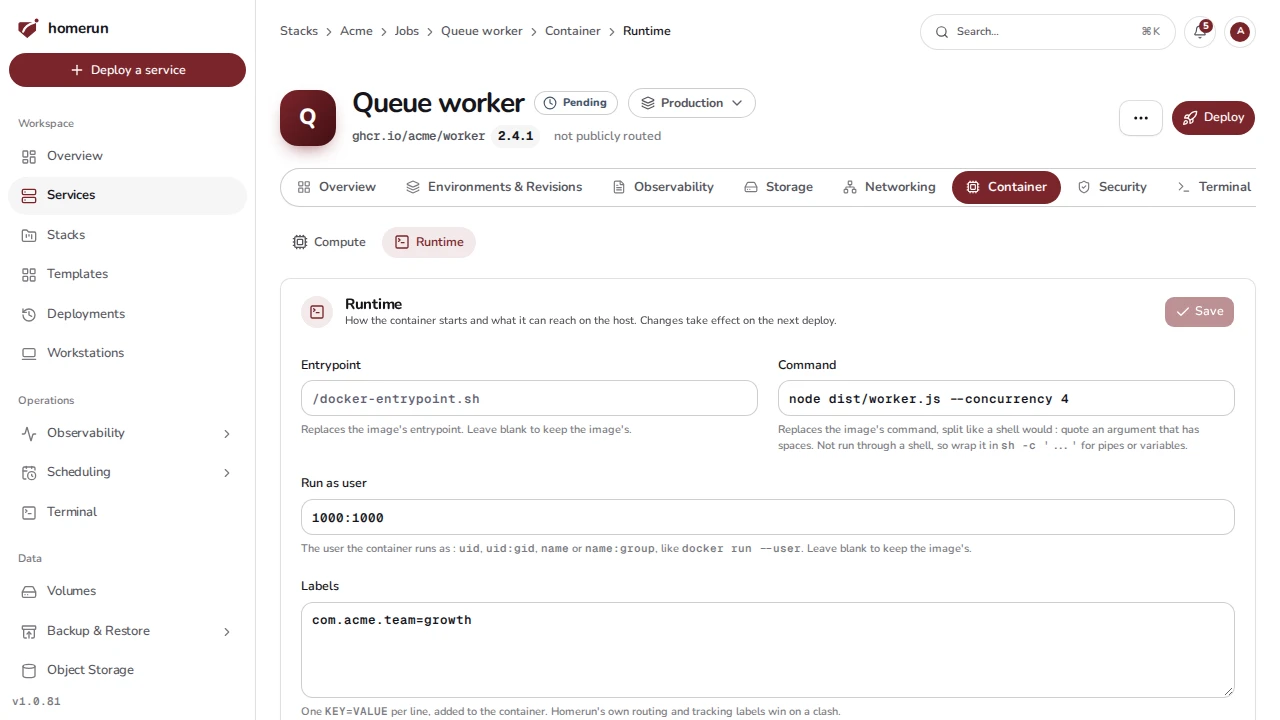 homerun
Stacks > Acme > Jobs > Queue worker > Container > Runtime
Search...
⌘K
5
A
+ Deploy a service
Workspace
Overview
Services
Stacks
Templates
Deployments
Workstations
Operations
Observability
Scheduling
Terminal
Data
Volumes
Backup & Restore
Object Storage
v1.0.81
Q
Queue worker
Pending
Production
ghcr.io/acme/worker 2.4.1 not publicly routed
...
Deploy
Overview
Environments & Revisions
Observability
Storage
Networking
Container
Security
Terminal
Compute
Runtime
Runtime
How the container starts and what it can reach on the host. Changes take effect on the next deploy.
Save
Entrypoint
/docker-entrypoint.sh
Replaces the image's entrypoint. Leave blank to keep the image's.
Command
node dist/worker.js --concurrency 4
Replaces the image's command, split like a shell would : quote an argument that has
spaces. Not run through a shell, so wrap it in sh -c '...' for pipes or variables.
Run as user
1000:1000
The user the container runs as : uid, uid:gid, name or name:group, like docker run --user. Leave blank to keep the image's.
Labels
com.acme.team=growth
One KEY=VALUE per line, added to the container. Homerun's own routing and tracking labels win on a clash.